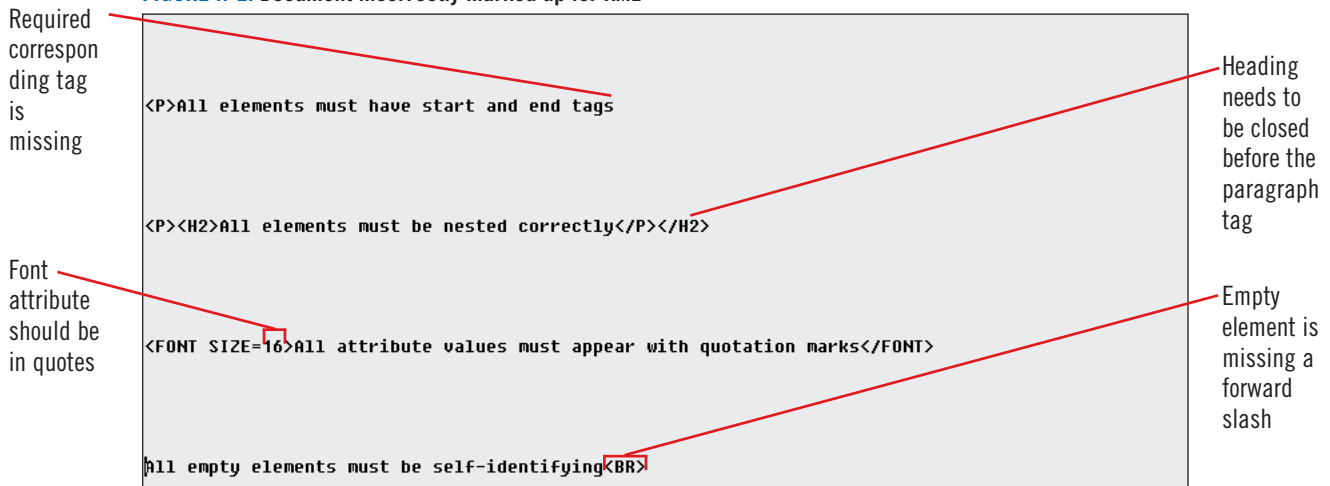 Required
correspon
ding tag
is
missing
<P>All elements must have start and end tags
Heading
needs to
be closed
before the
paragraph
tag
<P><H2>All elements must be nested correctly</P></H2>
Font
attribute
should be
in quotes
<FONT SIZE=16>All attribute values must appear with quotation marks</FONT>
Empty
element is
missing a
forward
slash
All empty elements must be self-identifying<BR>